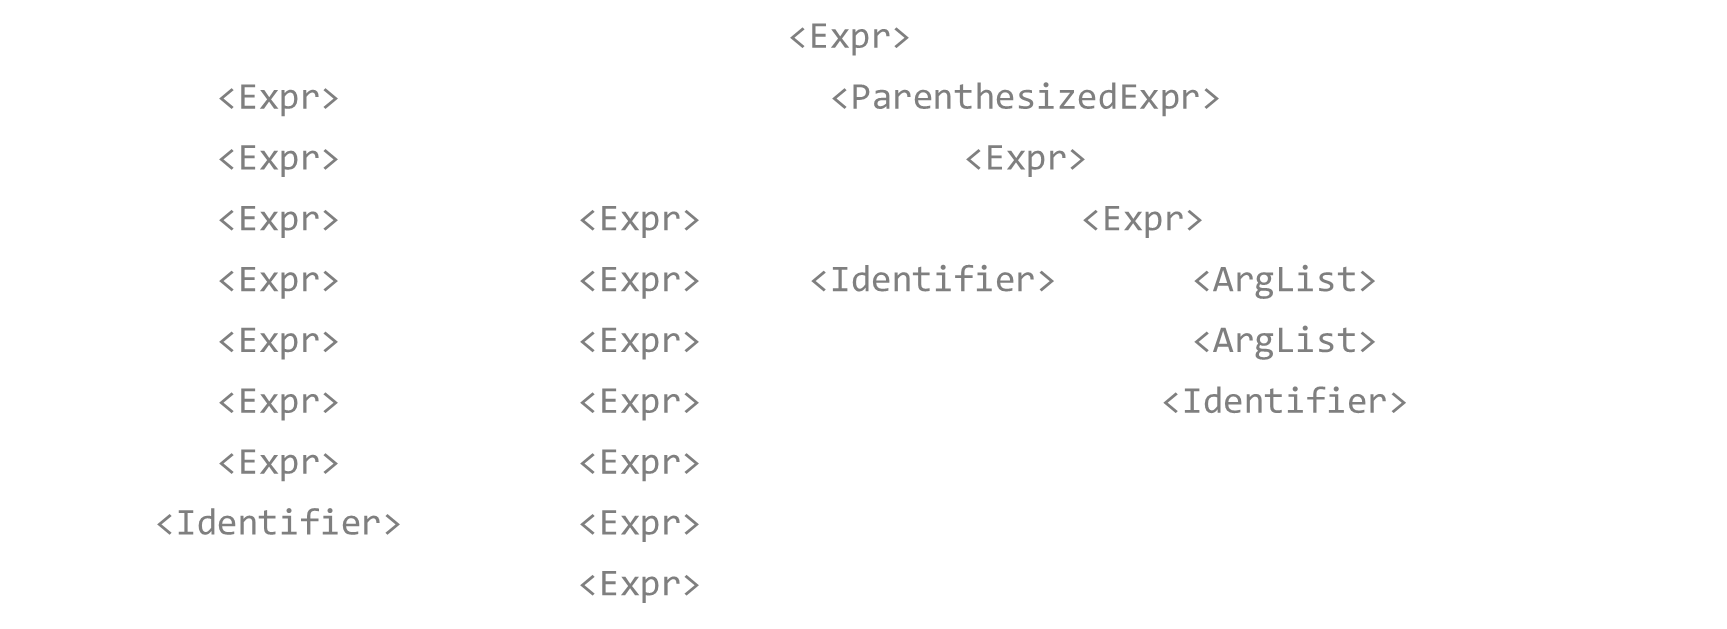 <Expr>
<Expr> <ParenthesizedExpr>
<Expr> <Expr>
<Expr> <Expr> <Expr>
<Expr> <Expr> <Identifier> <ArgList>
<Expr> <Expr> <ArgList>
<Expr> <Expr> <Identifier>
<Expr> <Expr>
<Identifier> <Expr>
<Expr>